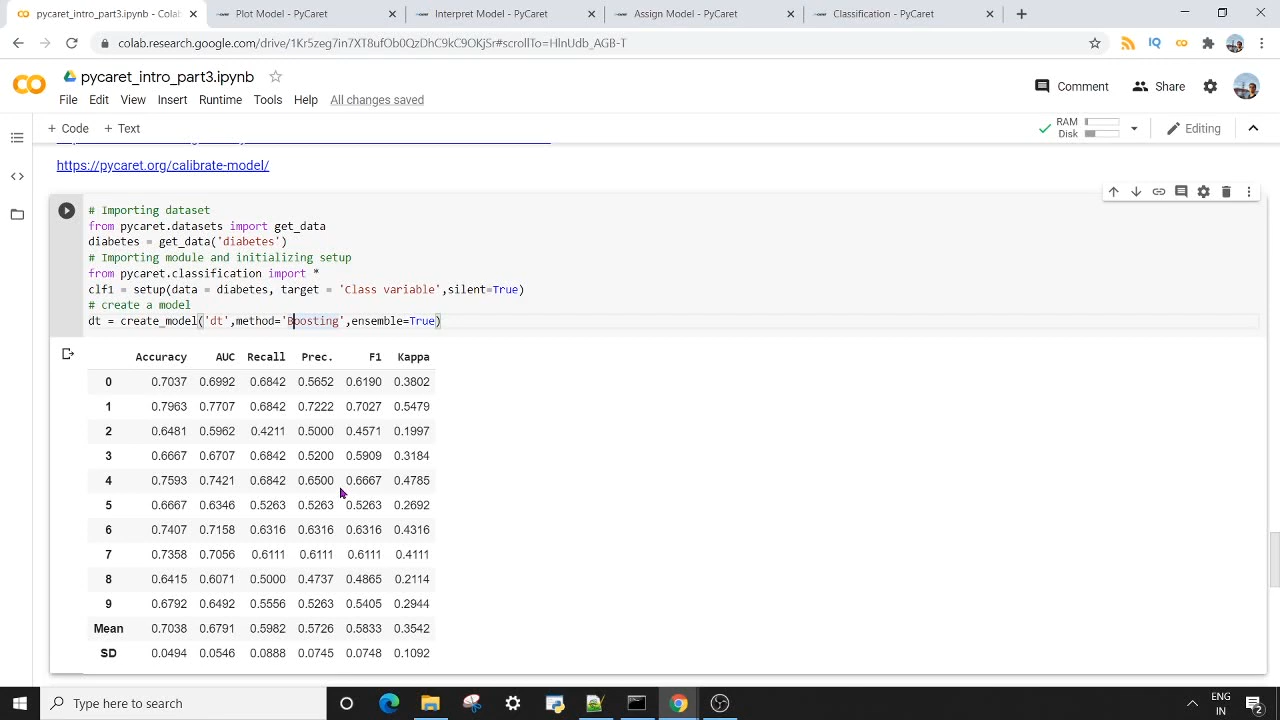 pycaret_intro_part3.ipynb - Colab
Plot Model - PyCaret
Interpret Model - PyCaret
Assign Model - PyCaret
Classification - PyCaret
colab.research.google.com/drive/1Kr5zeg7in7XT8ufOb0QzDhC9kC9OKjSr#scrollTo=HlnUdb_AGB-T
IQ
CO
pycaret_intro_part3.ipynb
Comment
Share
File Edit View Insert Runtime Tools Help All changes saved
+ Code + Text
RAM
Disk
Editing
https://pycaret.org/calibrate-model/
# Importing dataset
from pycaret.datasets import get_data
diabetes = get_data('diabetes')
# Importing module and initializing setup
from pycaret.classification import *
clf1 = setup(data = diabetes, target = 'Class variable',silent=True)
# create a model
dt = create_model('dt',method='Bposting',ensemble=True)
Accuracy AUC Recall Prec. F1 Kappa
0 0.7037 0.6992 0.6842 0.5652 0.6190 0.3802
1 0.7963 0.7707 0.6842 0.7222 0.7027 0.5479
2 0.6481 0.5962 0.4211 0.5000 0.4571 0.1997
3 0.6667 0.6707 0.6842 0.5200 0.5909 0.3184
4 0.7593 0.7421 0.6842 0.6500 0.6667 0.4785
5 0.6667 0.6346 0.5263 0.5263 0.5263 0.2692
6 0.7407 0.7158 0.6316 0.6316 0.6316 0.4316
7 0.7358 0.7056 0.6111 0.6111 0.6111 0.4111
8 0.6415 0.6071 0.5000 0.4737 0.4865 0.2114
9 0.6792 0.6492 0.5556 0.5263 0.5405 0.2944
Mean 0.7038 0.6791 0.5982 0.5726 0.5833 0.3542
SD 0.0494 0.0546 0.0888 0.0745 0.0748 0.1092
Type here to search
ENG
IN
2